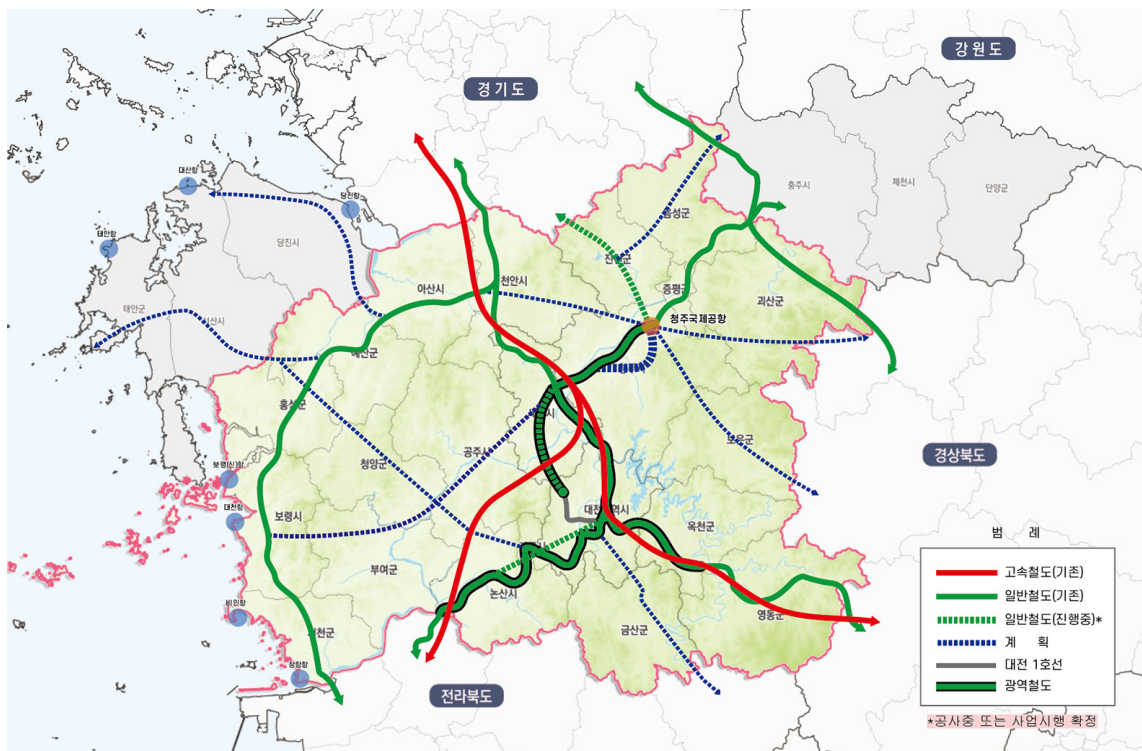 강원도
경기도
대산항
당진항
충주시
제천시
단양군
음성군
당진시
태안항
진천군
천안시
아산시
증평군
괴산군
태안군
서산시
청주국제공항
예산군
홍성군
보은군
공주시
청양군
경상북도
보령(신)항
대천항
보령시
대전광역시
옥천군
부여군
논산시
비인항
서천군
금산군
영동군
장항항
전라북도
범 례
고속철도(기존)
일반철도(기존)
일반철도(진행중)*
계 획
대전 1호선
광역철도
*공사중 또는 사업시행 확정